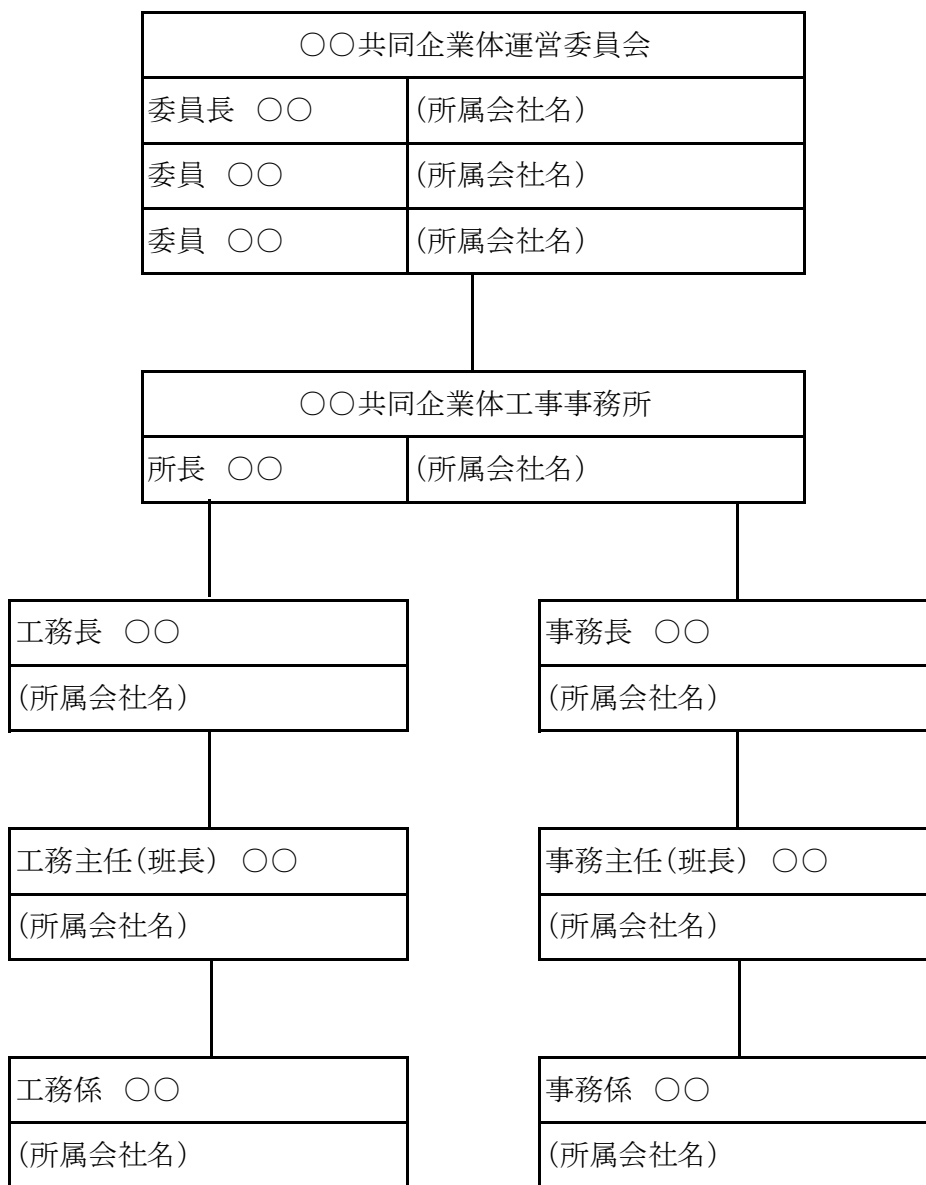 ○○共同企業体運営委員会
委員長 ○○ (所属会社名)
委員 ○○ (所属会社名)
委員 ○○ (所属会社名)
○○共同企業体工事事務所
所長 ○○ (所属会社名)
工務長 ○○
(所属会社名)
事務長 ○○
(所属会社名)
工務主任(班長) ○○
(所属会社名)
事務主任(班長) ○○
(所属会社名)
工務係 ○○
(所属会社名)
事務係 ○○
(所属会社名)